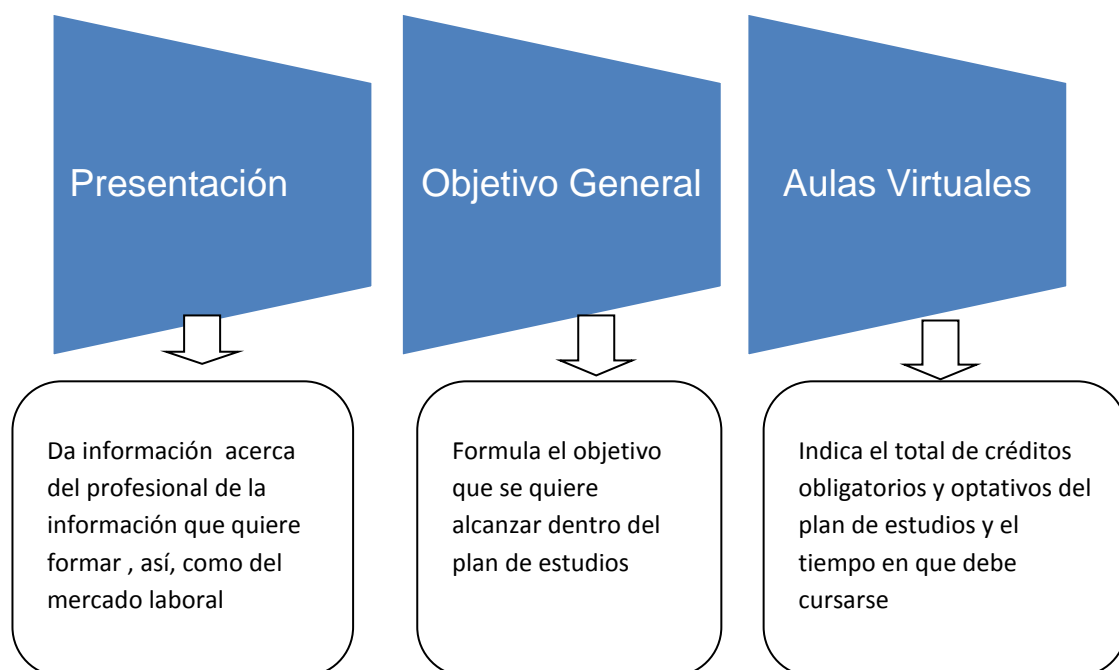 Presentación
Objetivo General
Aulas Virtuales
Da información  acerca
del profesional de la
información que quiere
formar , así, como del
mercado laboral
Formula el objetivo
que se quiere
alcanzar dentro del
plan de estudios
Indica el total de créditos
obligatorios y optativos del
plan de estudios y el
tiempo en que debe
cursarse